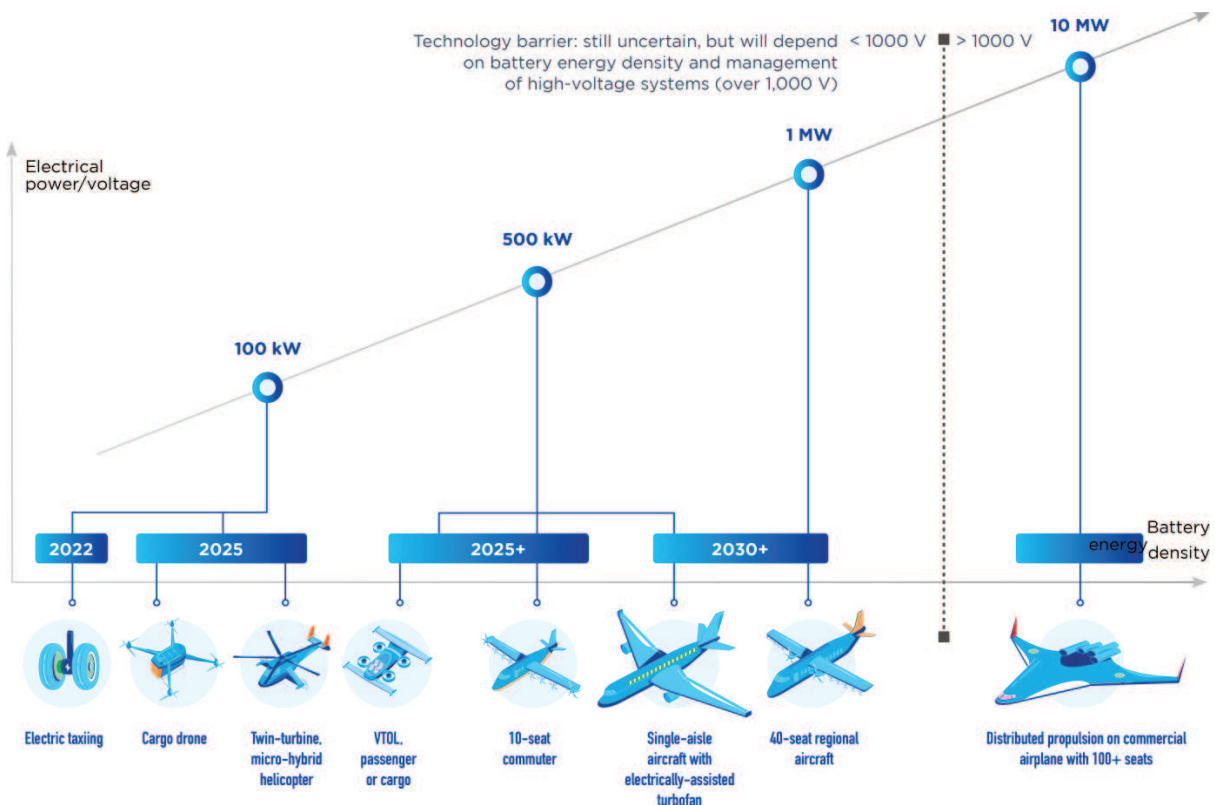 Technology barrier: still uncertain, but will depend
on battery energy density and management
of high-voltage systems (over 1,000 V)
< 1000 V
> 1000 V
10 MW
1 MW
Electrical
power/voltage
500 kW
100 kW
2022
2025
2025+
2030+
Battery
energy
density
Electric taxiing
Cargo drone
Twin-turbine,
micro-hybrid
helicopter
VTOL,
passenger
or cargo
10-seat
commuter
Single-aisle
aircraft with
electrically-assisted
turbofan
40-seat regional
aircraft
Distributed propulsion on commercial
airplane with 100+ seats